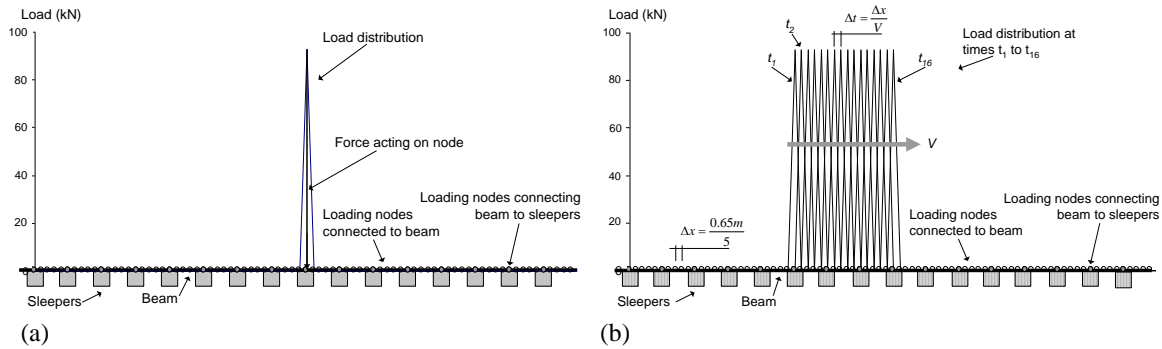 Load (kN)
100
80
60
40
20
0
Load distribution
Force acting on node
Loading nodes
connected to beam
Loading nodes connecting
beam to sleepers
Sleepers
Beam
(a)
Load (kN)
100
80
60
40
20
0
t1
t2
Δt = Δx / V
t16
Load distribution at
times t1 to t16
V
Δx = 0.65m / 5
Loading nodes
connected to beam
Loading nodes connecting
beam to sleepers
Sleepers
Beam
(b)